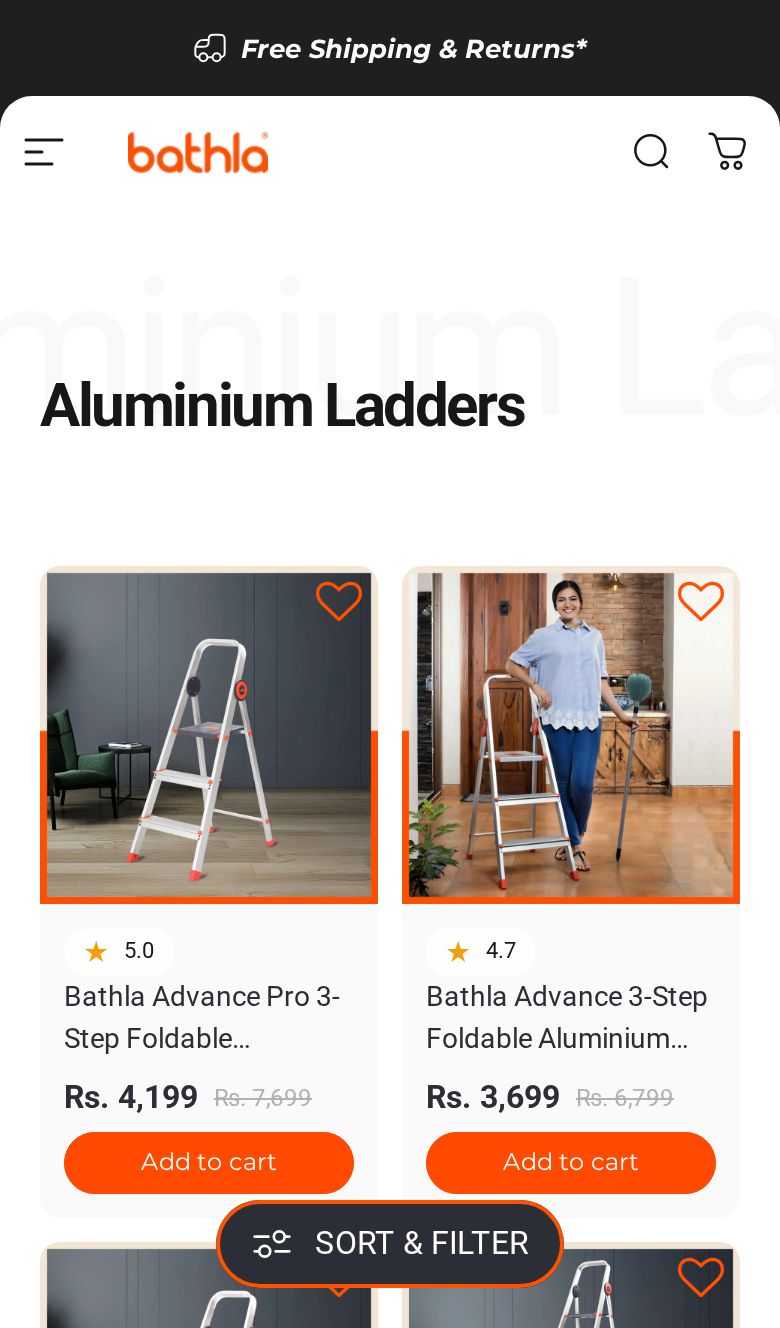 Free Shipping & Returns*
bathla®
minium La
Aluminium Ladders
5.0
Bathla Advance Pro 3-
Step Foldable...
Rs. 4,199 Rs. 7,699
Add to cart
4.7
Bathla Advance 3-Step
Foldable Aluminium...
Rs. 3,699 Rs. 6,799
Add to cart
SORT & FILTER